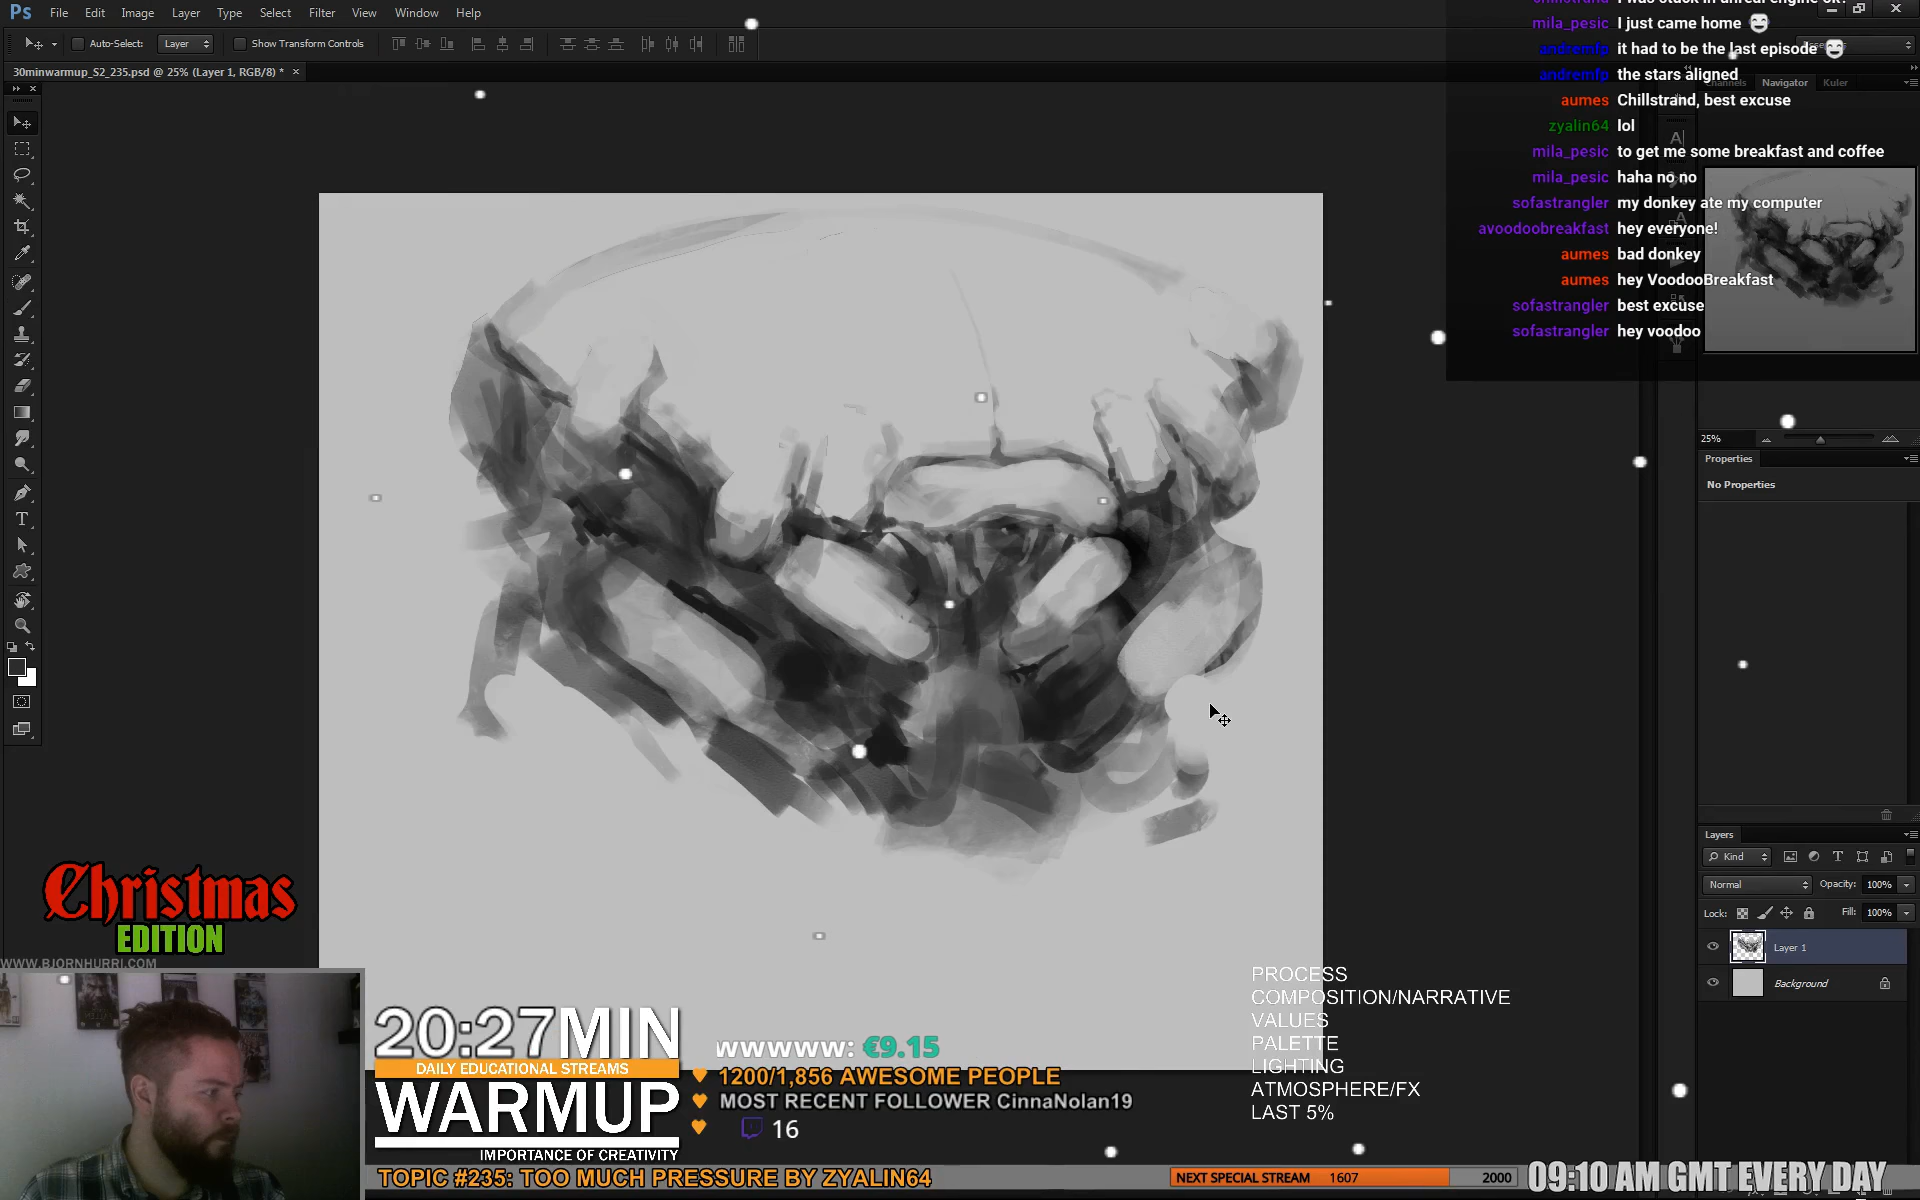 Ps File Edit Image Layer Type Select Filter View Window Help
Auto-Select: Layer Show Transform Controls
30minwarmup_S2_235.psd @ 25% (Layer 1, RGB/8) * ×
mila_pesic I just came home
andremfp it had to be the last episode
andremfp the stars aligned
aumes Chillstrand, best excuse
zyalin64 lol
mila_pesic to get me some breakfast and coffee
mila_pesic haha no no
sofastrangler my donkey ate my computer
avoodoobreakfast hey everyone!
aumes bad donkey
aumes hey VoodooBreakfast
sofastrangler best excuse
sofastrangler hey voodoo
Channels Navigator Kuler
25%
Properties
No Properties
Layers
Kind
Normal Opacity: 100%
Lock: Fill: 100%
Layer 1
Background
Christmas
EDITION
WWW.BJORNHURRI.COM
20:27MIN
DAILY EDUCATIONAL STREAMS
WARMUP
IMPORTANCE OF CREATIVITY
wwwww: €9.15
1200/1,856 AWESOME PEOPLE
MOST RECENT FOLLOWER CinnaNolan19
16
PROCESS
COMPOSITION/NARRATIVE
VALUES
PALETTE
LIGHTING
ATMOSPHERE/FX
LAST 5%
TOPIC #235: TOO MUCH PRESSURE BY ZYALIN64
NEXT SPECIAL STREAM 1607 2000
09:10 AM GMT EVERY DAY